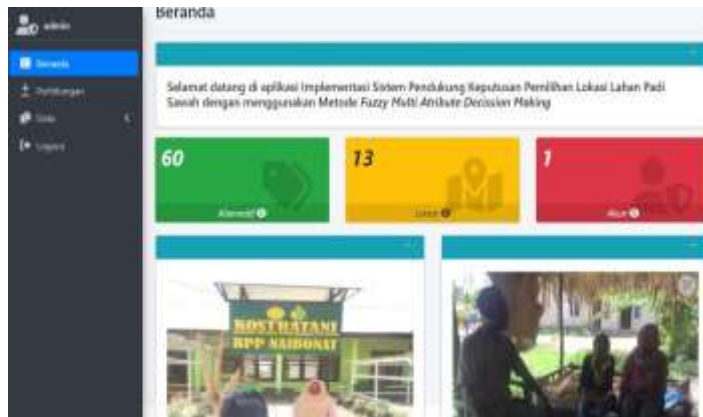 Beranda
admin
Beranda
Perhitungan
Data
Logout
Selamat datang di aplikasi Implementasi Sistem Pendukung Keputusan Pemilihan Lokasi Lahan Padi
Sawah dengan menggunakan Metode Fuzzy Multi Atribute Decission Making
60
Alternatif
13
Lokasi
1
Akun
KOSTRATANI
BPP NAIBONAT